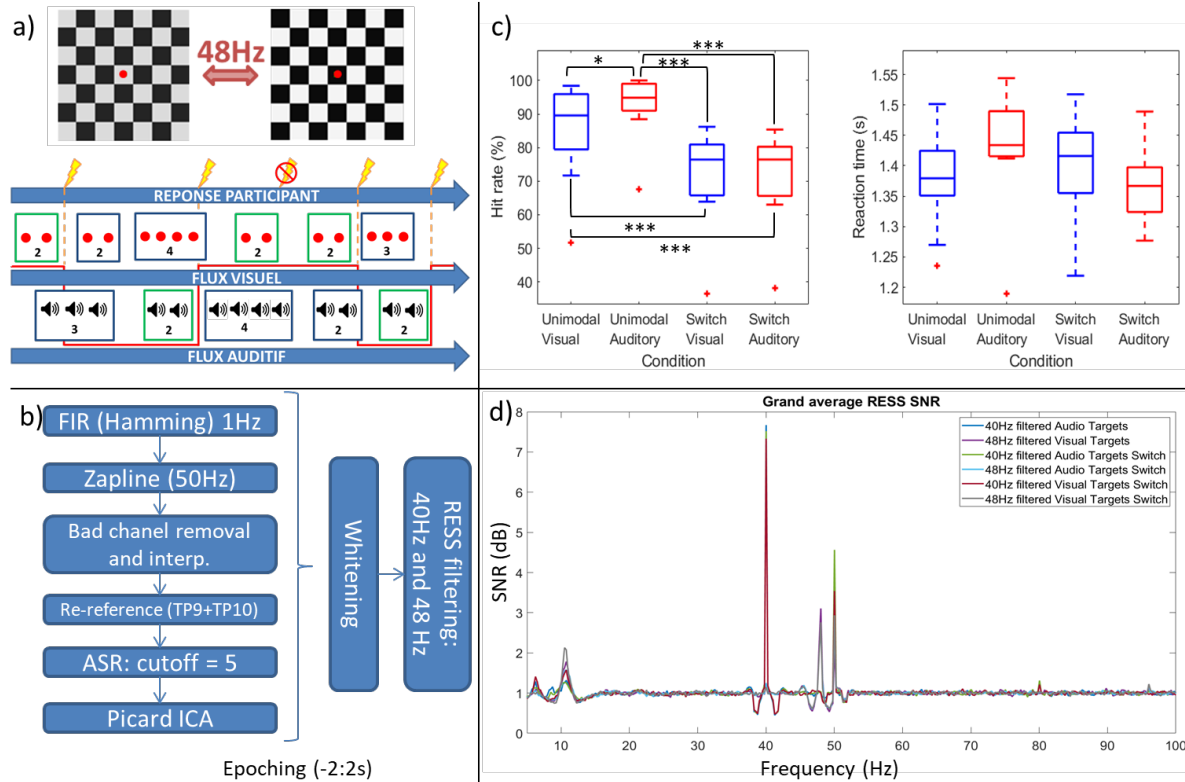 a)
48Hz
REPONSE PARTICIPANT
2
2
4
2
2
3
FLUX VISUEL
3
2
4
2
2
FLUX AUDITIF
b)
FIR (Hamming) 1Hz
Zapline (50Hz)
Bad chanel removal
and interp.
Re-reference (TP9+TP10)
ASR: cutoff = 5
Picard ICA
Whitening
RESS filtering:
40Hz and 48 Hz
Epoching (-2:2s)
c)
*
***
***
***
***
Hit rate (%)
100
90
80
70
60
50
40
Unimodal
Visual
Unimodal
Auditory
Switch
Visual
Switch
Auditory
Condition
Reaction time (s)
1.55
1.5
1.45
1.4
1.35
1.3
1.25
1.2
Unimodal
Visual
Unimodal
Auditory
Switch
Visual
Switch
Auditory
Condition
d)
Grand average RESS SNR
40Hz filtered Audio Targets
48Hz filtered Visual Targets
40Hz filtered Audio Targets Switch
48Hz filtered Audio Targets Switch
40Hz filtered Visual Targets Switch
48Hz filtered Visual Targets Switch
SNR (dB)
8
7
6
5
4
3
2
1
0
10
20
30
40
50
60
70
80
90
100
Frequency (Hz)